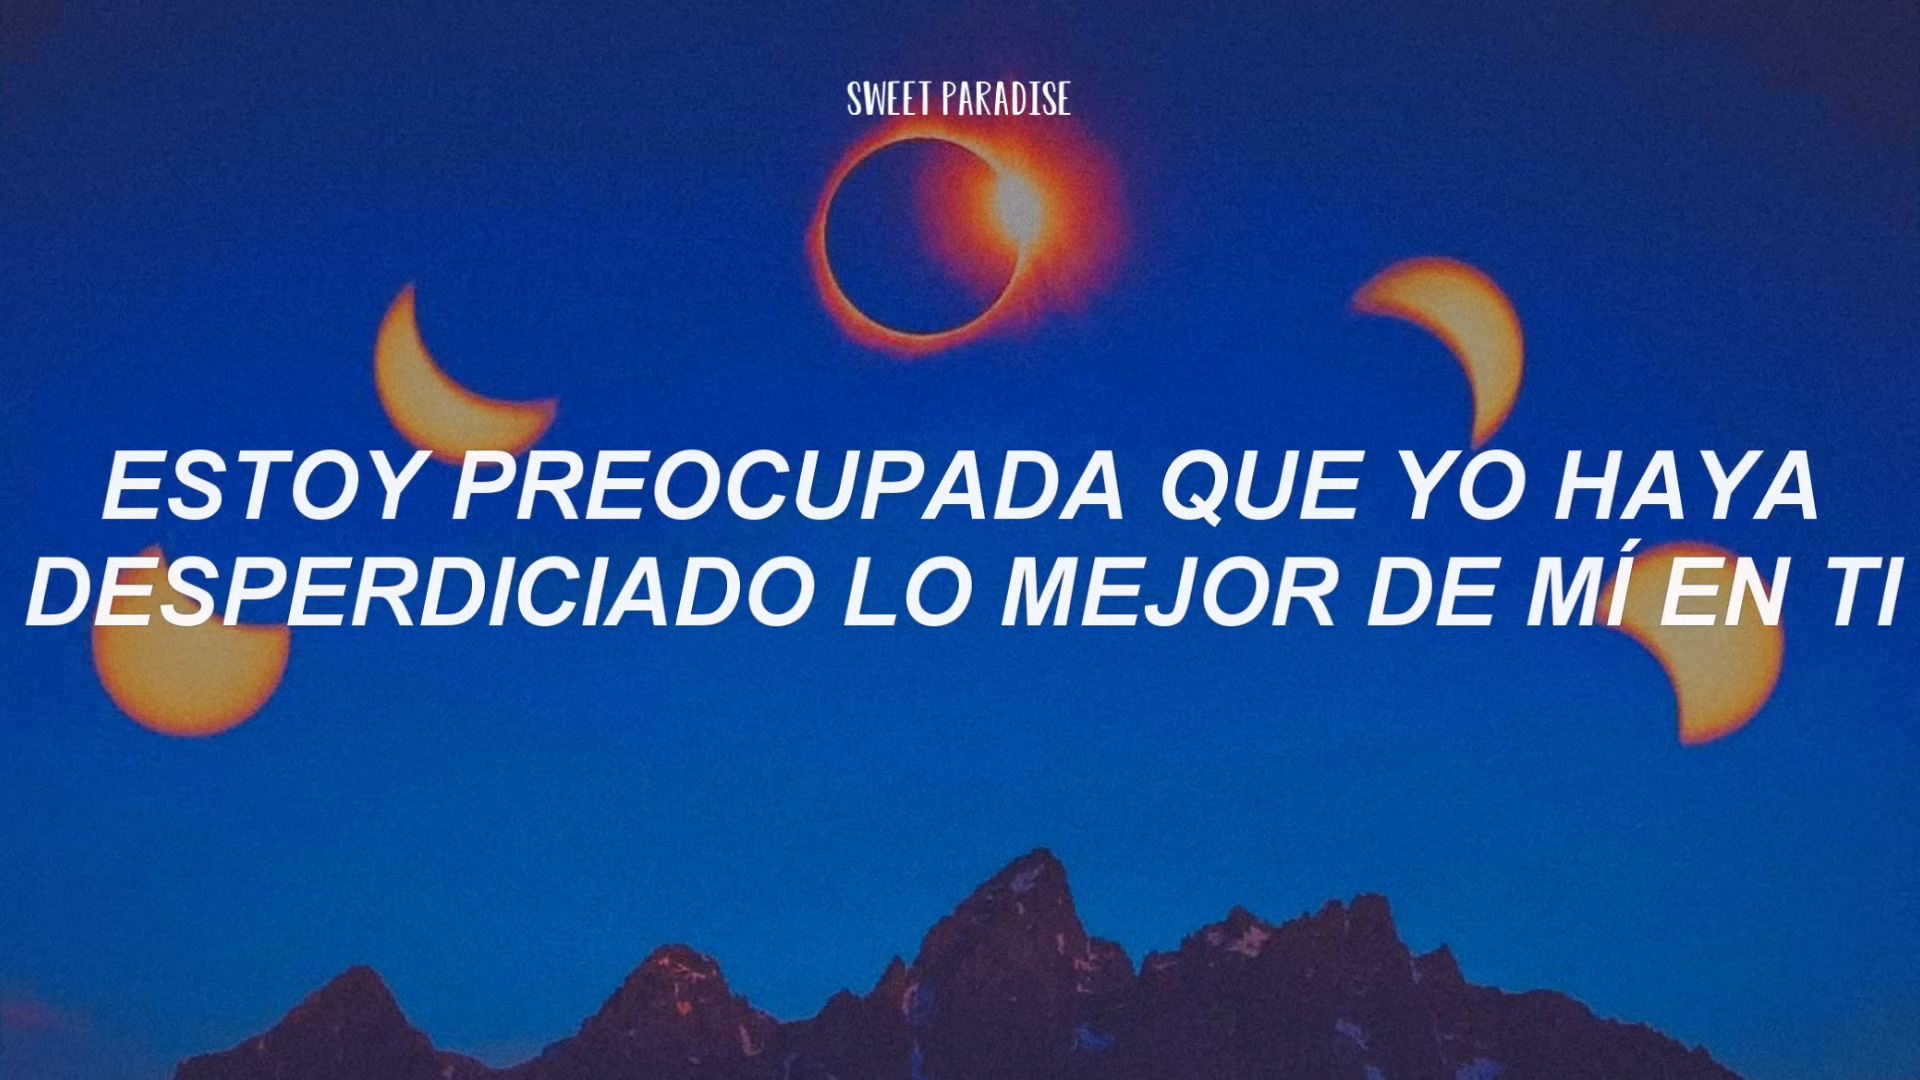 SWEET PARADISE
ESTOY PREOCUPADA QUE YO HAYA
DESPERDICIADO LO MEJOR DE MÍ EN TI